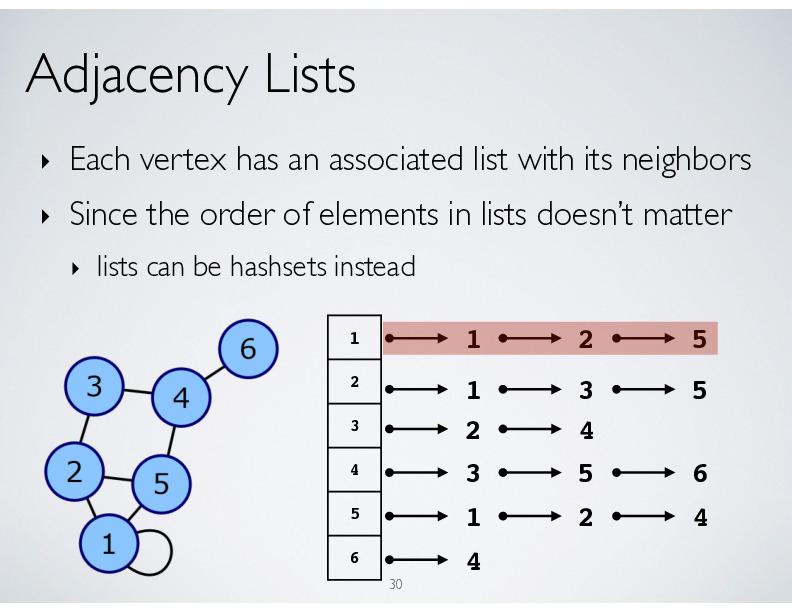 Adjacency Lists
‣ Each vertex has an associated list with its neighbors
‣ Since the order of elements in lists doesn't matter
‣ lists can be hashsets instead
6
3
4
2
5
1
1 1 2 5
2 1 3 5
3 2 4
4 3 5 6
5 1 2 4
6 4
30